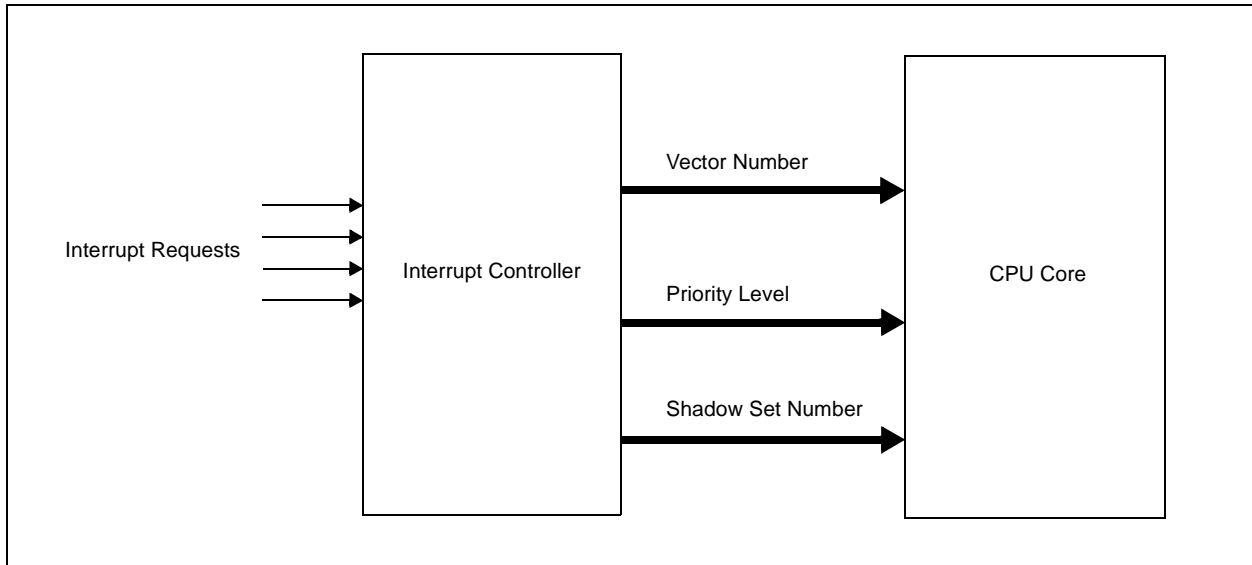 Interrupt Requests
Interrupt Controller
Vector Number
Priority Level
Shadow Set Number
CPU Core